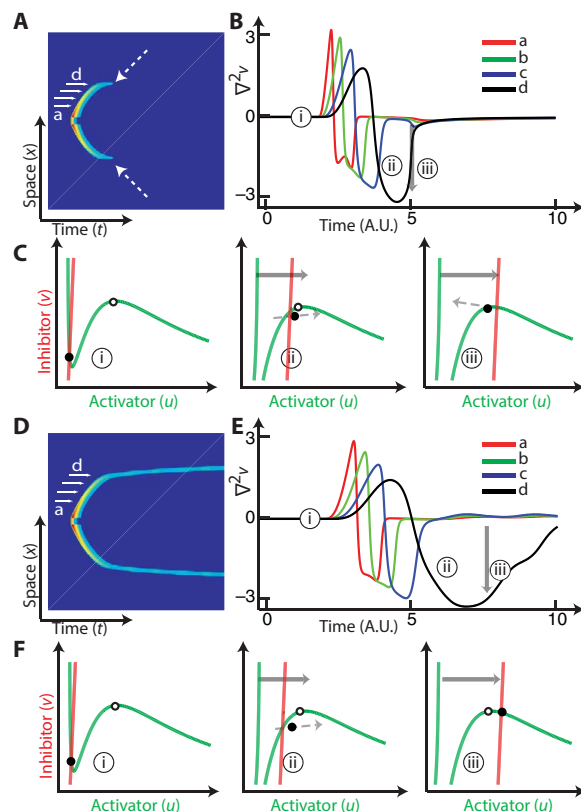 A
d
a
Space (x)
Time (t)
B
3
0
−3
∇²v
i
ii
iii
a
b
c
d
0
5
10
Time (A.U.)
C
Inhibitor (v)
i
ii
iii
Activator (u)
Activator (u)
Activator (u)
D
d
a
Space (x)
Time (t)
E
3
0
−3
∇²v
i
ii
iii
a
b
c
d
0
5
10
Time (A.U.)
F
Inhibitor (v)
i
ii
iii
Activator (u)
Activator (u)
Activator (u)